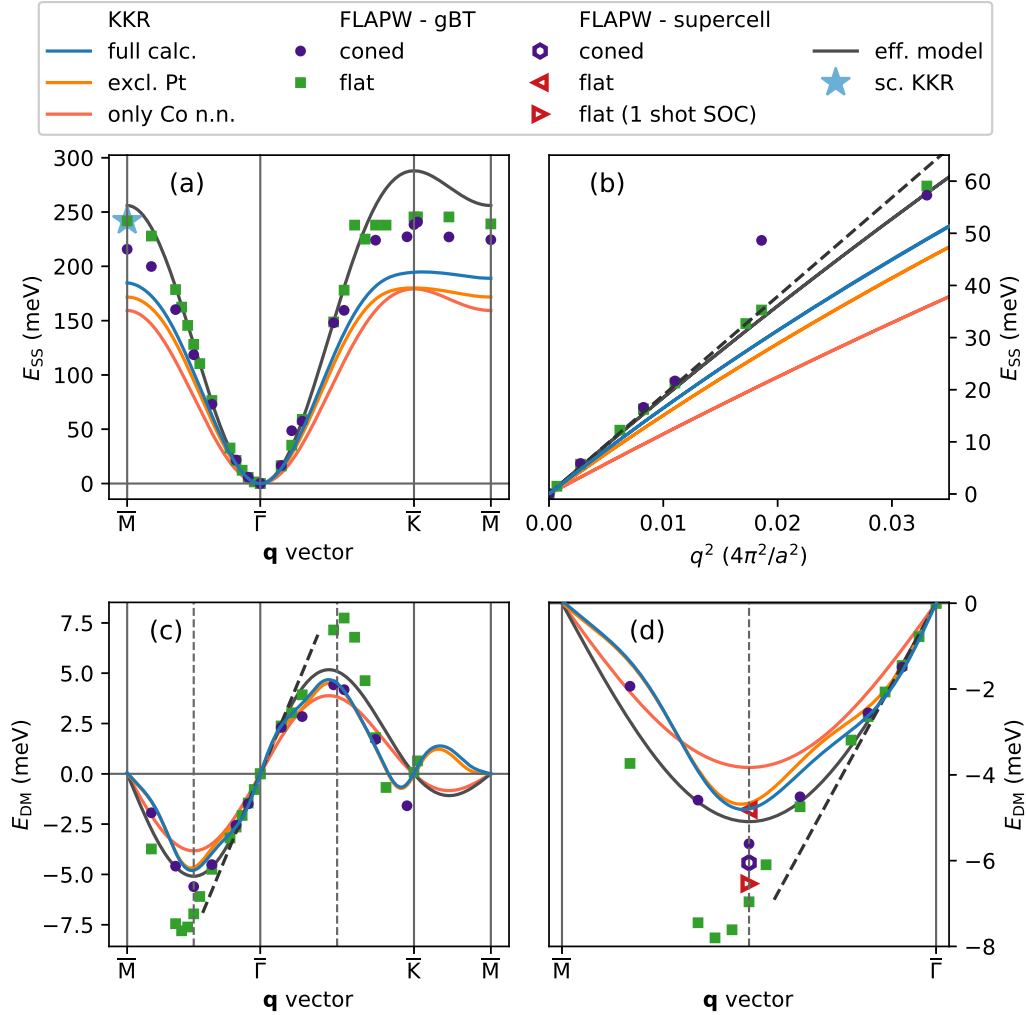 KKR FLAPW - gBT FLAPW - supercell
full calc. coned coned eff. model
excl. Pt flat flat sc. KKR
only Co n.n. flat (1 shot SOC)
(a)
300
250
200
150
100
50
0
E_SS (meV)
M̅ Γ̅ K̅ M̅
q vector
(b)
60
50
40
30
20
10
0
E_SS (meV)
0.00 0.01 0.02 0.03
q² (4π²/a²)
(c)
7.5
5.0
2.5
0.0
−2.5
−5.0
−7.5
E_DM (meV)
M̅ Γ̅ K̅ M̅
q vector
(d)
0
−2
−4
−6
−8
E_DM (meV)
M̅ Γ̅
q vector